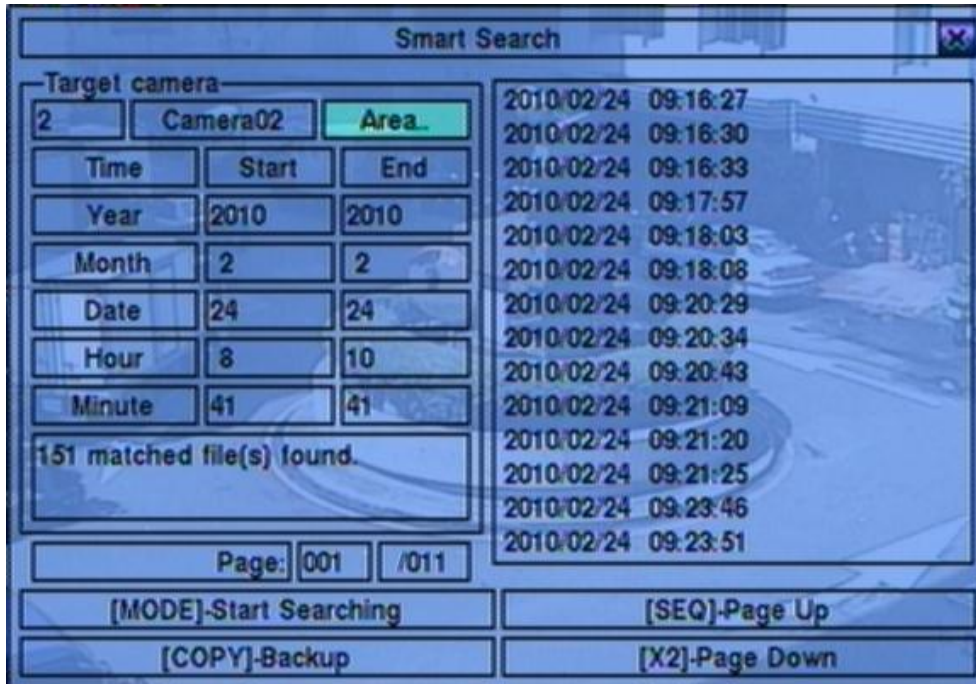 Smart Search
Target camera
2 Camera02 Area..
Time Start End
Year 2010 2010
Month 2 2
Date 24 24
Hour 8 10
Minute 41 41
151 matched file(s) found.
Page: 001 /011
2010/02/24 09:16:27
2010/02/24 09:16:30
2010/02/24 09:16:33
2010/02/24 09:17:57
2010/02/24 09:18:03
2010/02/24 09:18:08
2010/02/24 09:20:29
2010/02/24 09:20:34
2010/02/24 09:20:43
2010/02/24 09:21:09
2010/02/24 09:21:20
2010/02/24 09:21:25
2010/02/24 09:23:46
2010/02/24 09:23:51
[MODE]-Start Searching
[SEQ]-Page Up
[COPY]-Backup
[X2]-Page Down